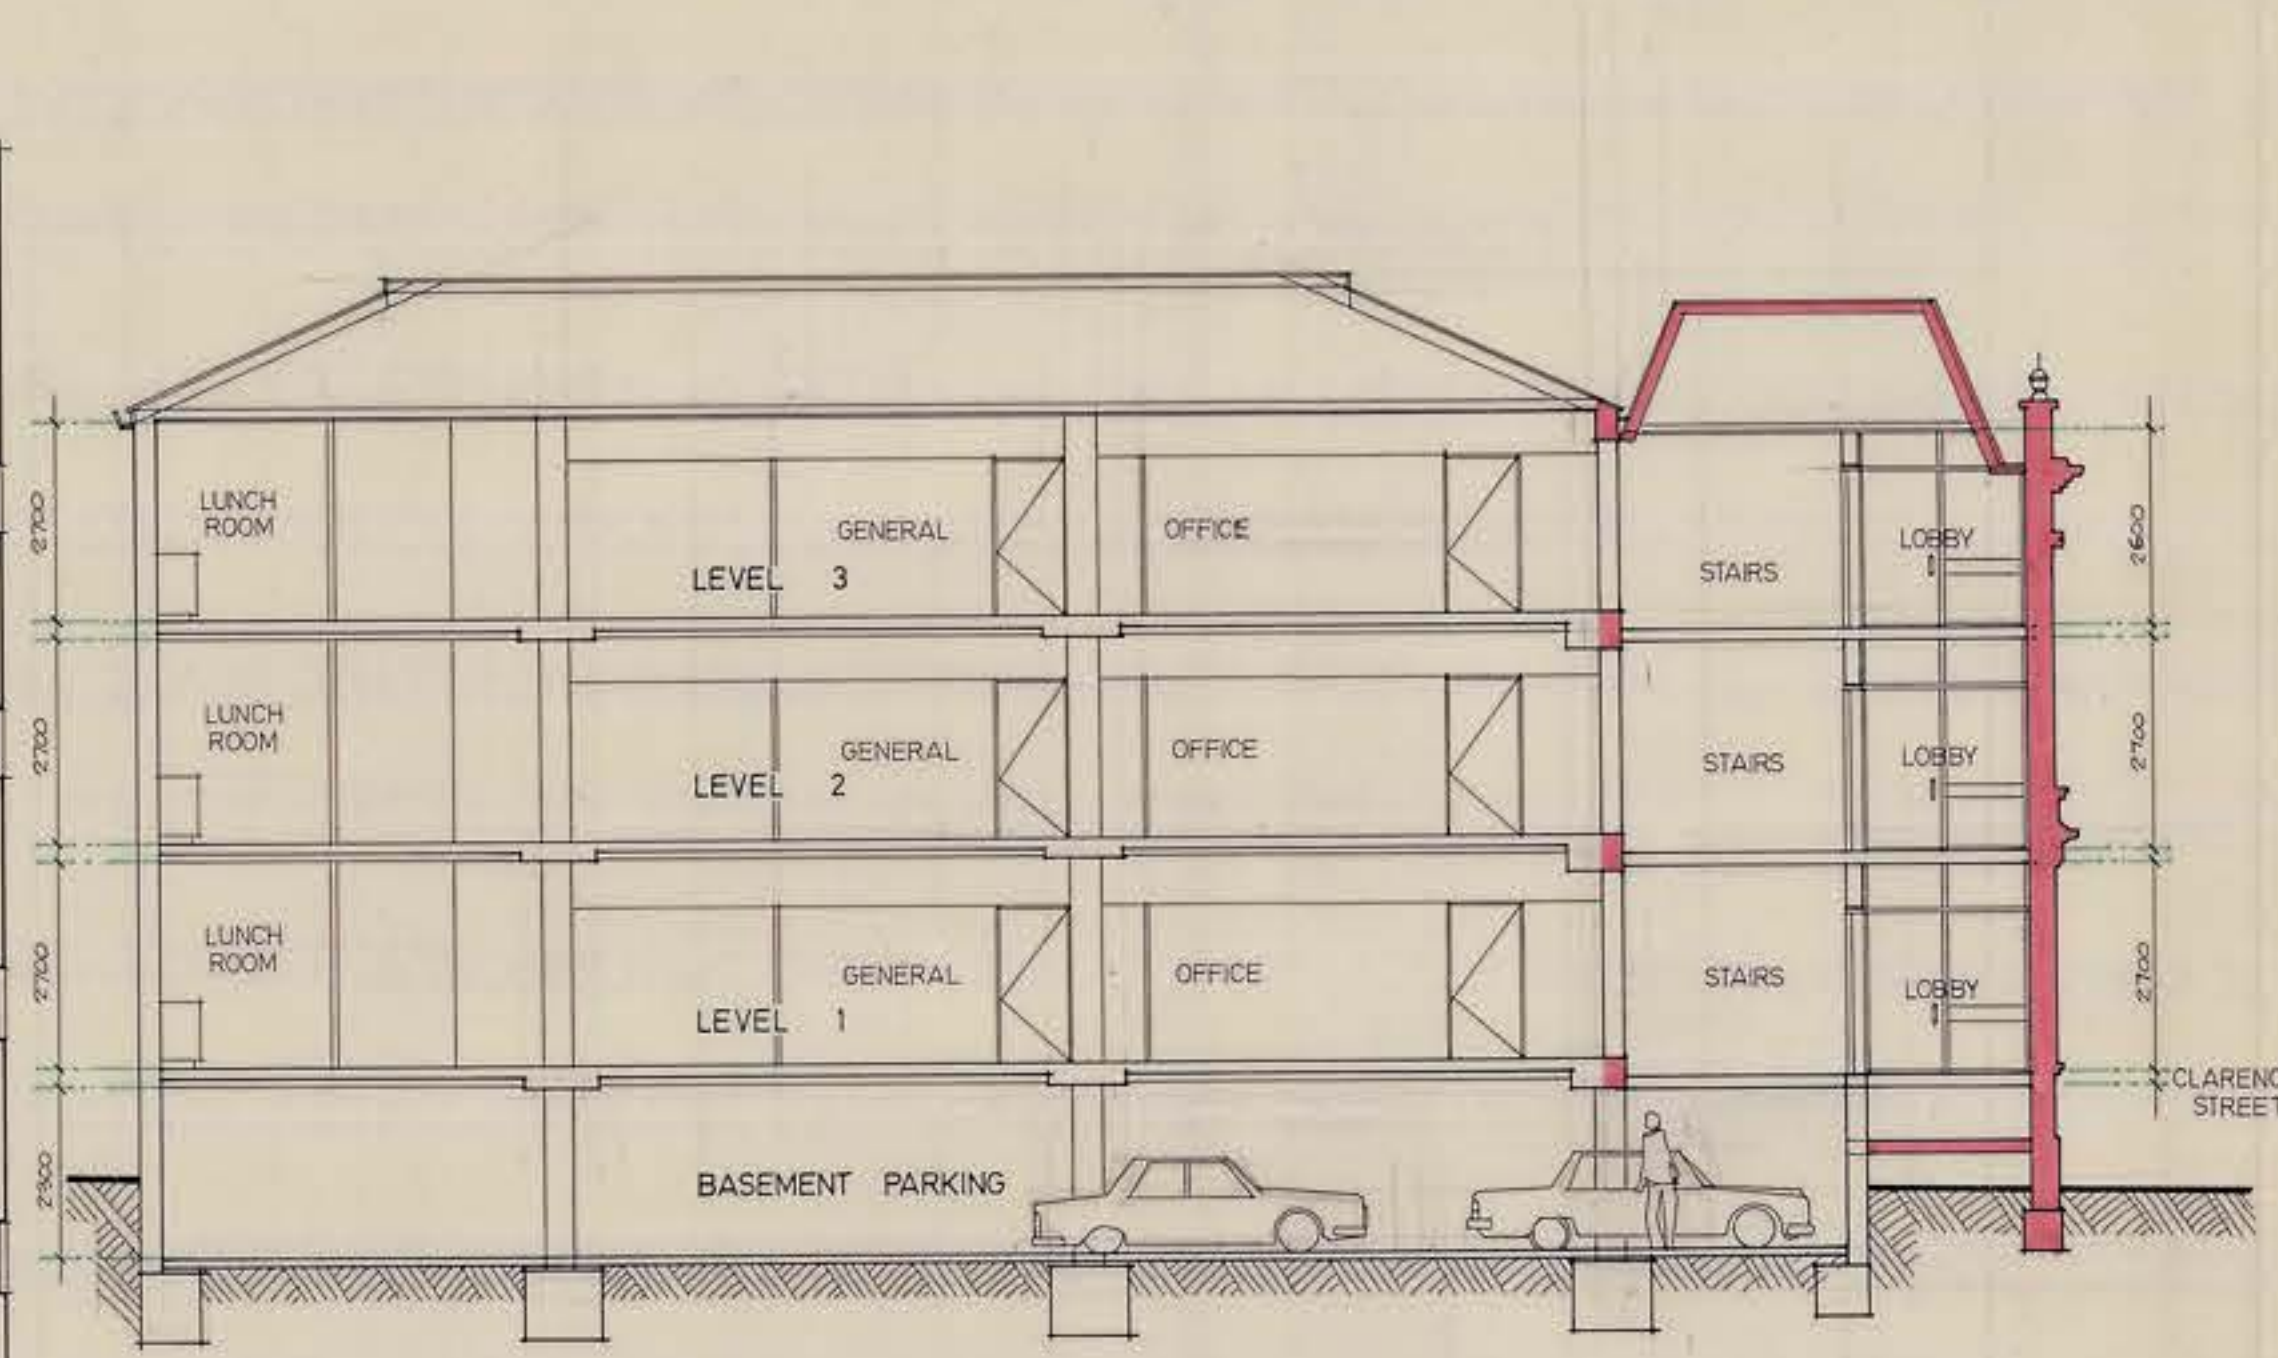 LUNCH
ROOM
GENERAL
OFFICE
LEVEL 3
STAIRS
LOBBY
2700
2600
LUNCH
ROOM
GENERAL
OFFICE
LEVEL 2
STAIRS
LOBBY
2700
2700
LUNCH
ROOM
GENERAL
OFFICE
LEVEL 1
STAIRS
LOBBY
2700
2700
CLARENC
STREET
BASEMENT PARKING